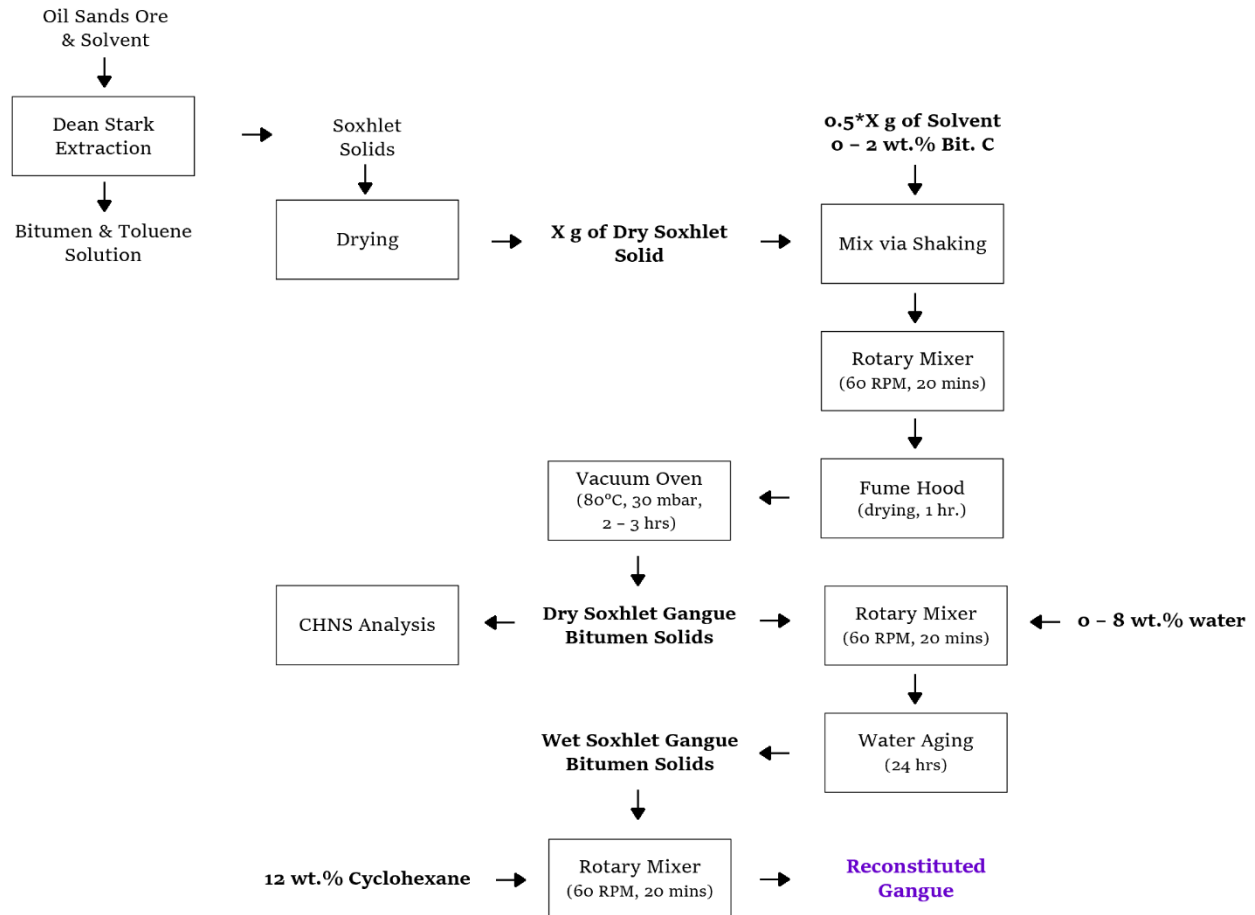 Oil Sands Ore
& Solvent
Dean Stark
Extraction
Soxhlet
Solids
0.5*X g of Solvent
0 – 2 wt.% Bit. C
Bitumen & Toluene
Solution
Drying
X g of Dry Soxhlet
Solid
Mix via Shaking
Rotary Mixer
(60 RPM, 20 mins)
Vacuum Oven
(80°C, 30 mbar,
2 – 3 hrs)
Fume Hood
(drying, 1 hr.)
CHNS Analysis
Dry Soxhlet Gangue
Bitumen Solids
Rotary Mixer
(60 RPM, 20 mins)
0 – 8 wt.% water
Wet Soxhlet Gangue
Bitumen Solids
Water Aging
(24 hrs)
12 wt.% Cyclohexane
Rotary Mixer
(60 RPM, 20 mins)
Reconstituted
Gangue